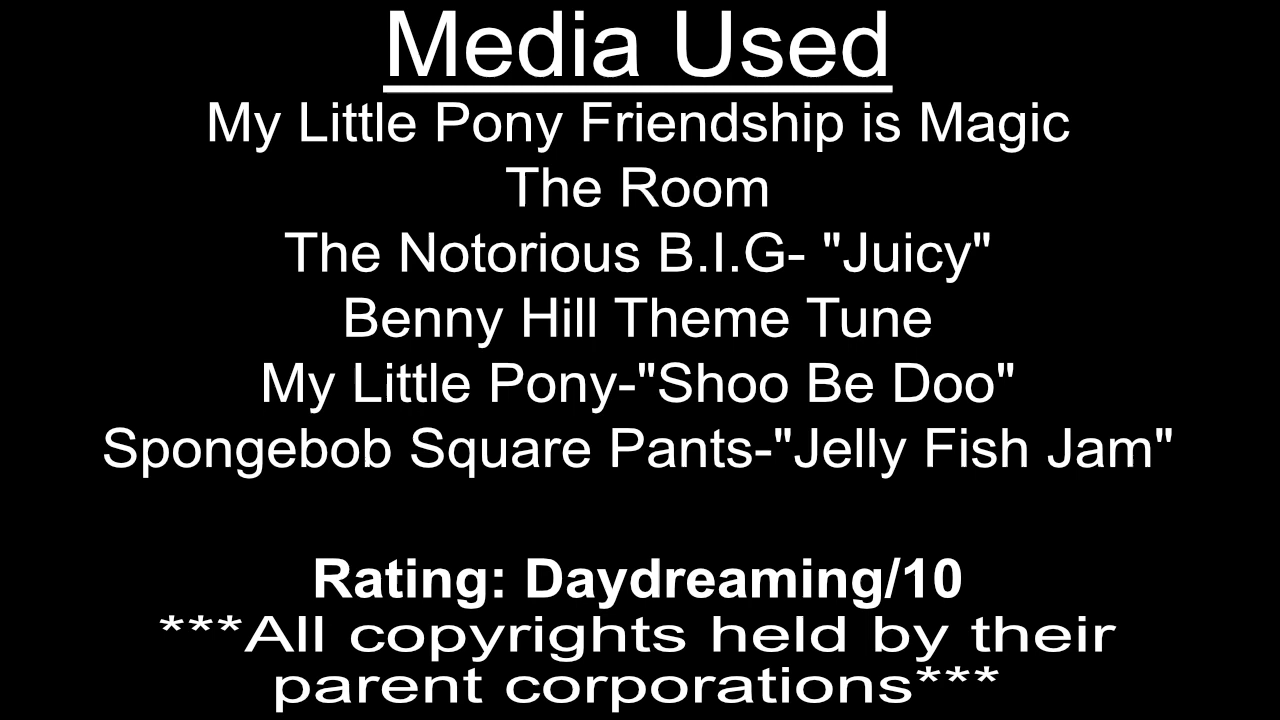 Media Used
My Little Pony Friendship is Magic
The Room
The Notorious B.I.G- "Juicy"
Benny Hill Theme Tune
My Little Pony-"Shoo Be Doo"
Spongebob Square Pants-"Jelly Fish Jam"
Rating: Daydreaming/10
***All copyrights held by their
parent corporations***